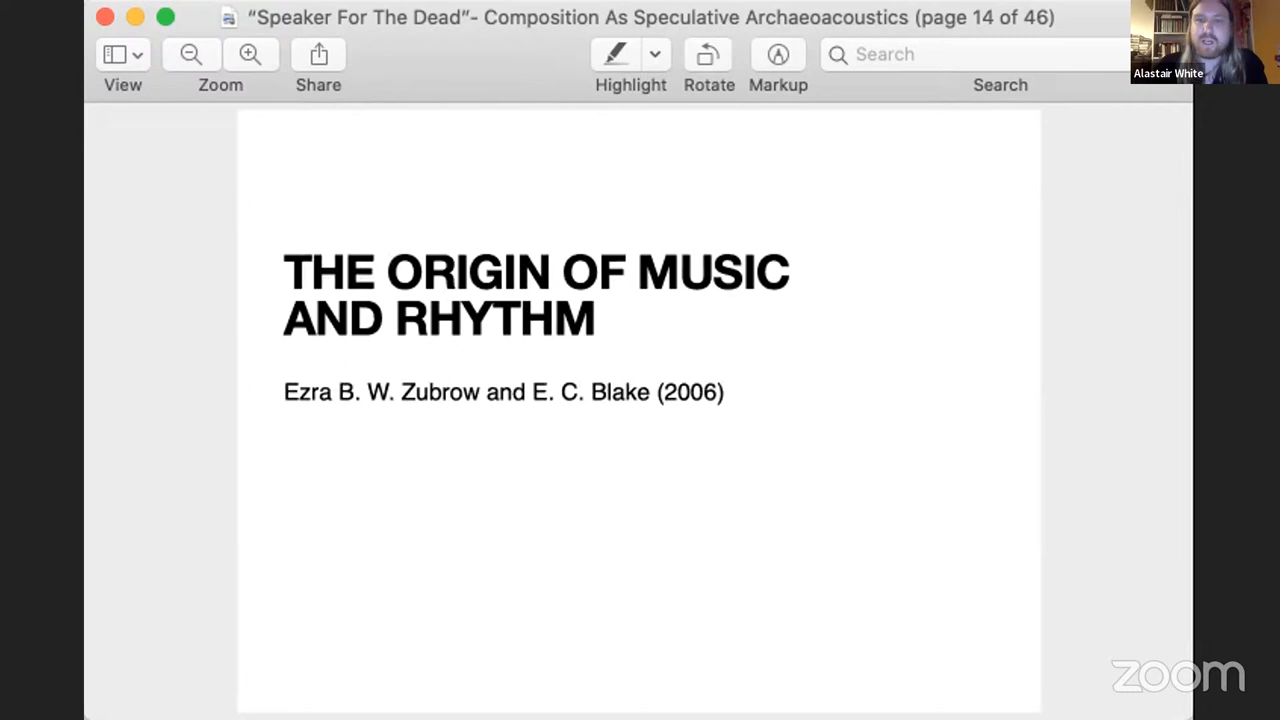 “Speaker For The Dead”- Composition As Speculative Archaeoacoustics (page 14 of 46)
Alastair White
Search
View
Zoom
Share
Highlight
Rotate
Markup
Search
THE ORIGIN OF MUSIC
AND RHYTHM
Ezra B. W. Zubrow and E. C. Blake (2006)
zoom